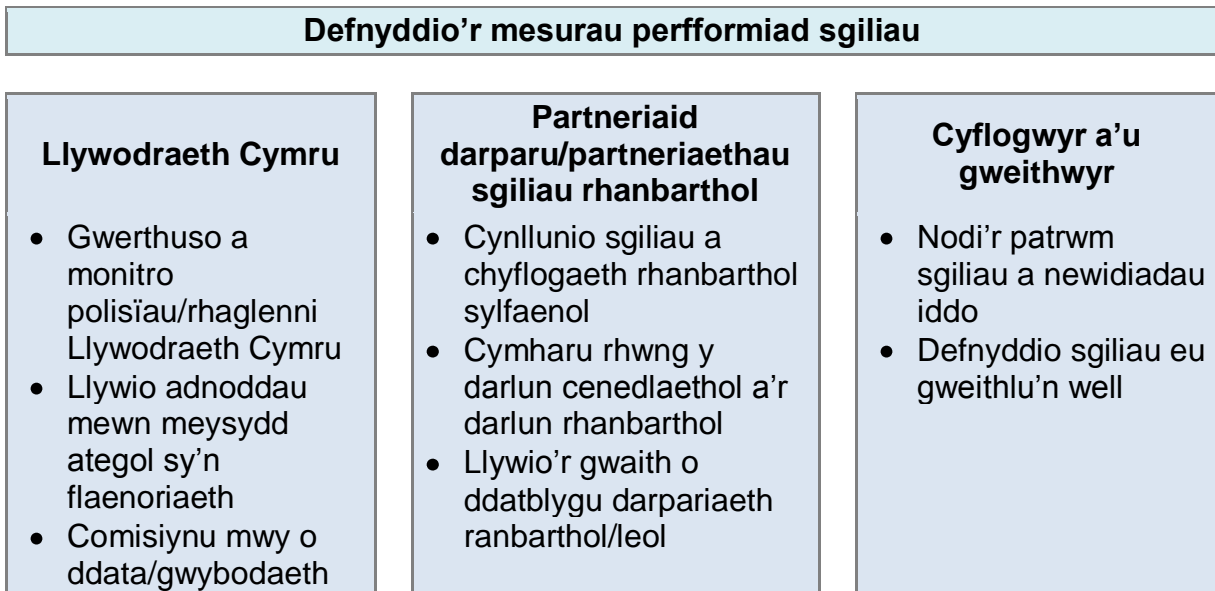 Defnyddio’r mesurau perfformiad sgiliau
Llywodraeth Cymru
• Gwerthuso a
monitro
polisïau/rhaglenni
Llywodraeth Cymru
• Llywio adnoddau
mewn meysydd
ategol sy’n
flaenoriaeth
• Comisiynu mwy o
ddata/gwybodaeth
Partneriaid
darparu/partneriaethau
sgiliau rhanbarthol
• Cynllunio sgiliau a
chyflogaeth rhanbarthol
sylfaenol
• Cymharu rhwng y
darlun cenedlaethol a’r
darlun rhanbarthol
• Llywio’r gwaith o
ddatblygu darpariaeth
ranbarthol/leol
Cyflogwyr a’u
gweithwyr
• Nodi’r patrwm
sgiliau a newidiadau
iddo
• Defnyddio sgiliau eu
gweithlu’n well